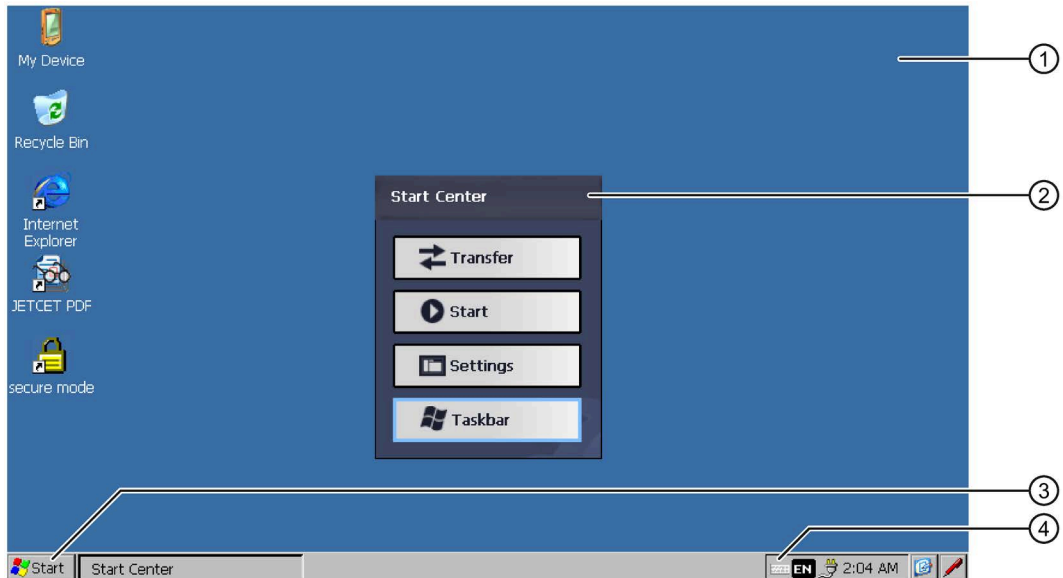 My Device
1
Recycle Bin
Start Center
2
Internet
Explorer
Transfer
JETCET PDF
Start
Settings
secure mode
Taskbar
3
4
Start
Start Center
EN
2:04 AM